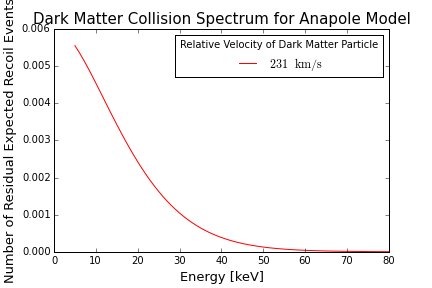 Dark Matter Collision Spectrum for Anapole Model
Number of Residual Expected Recoil Events
0.006
0.005
0.004
0.003
0.002
0.001
0.000
Relative Velocity of Dark Matter Particle
231 km/s
0 10 20 30 40 50 60 70 80
Energy [keV]